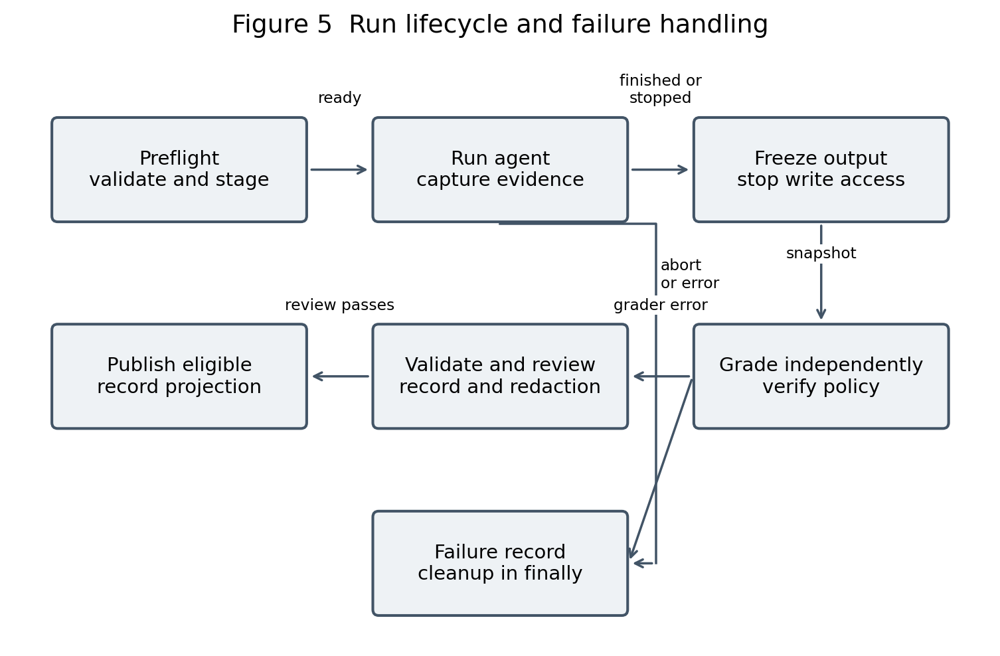 Figure 5  Run lifecycle and failure handling
ready
finished or
stopped
Preflight
validate and stage
Run agent
capture evidence
Freeze output
stop write access
snapshot
abort
or error
review passes
grader error
Publish eligible
record projection
Validate and review
record and redaction
Grade independently
verify policy
Failure record
cleanup in finally